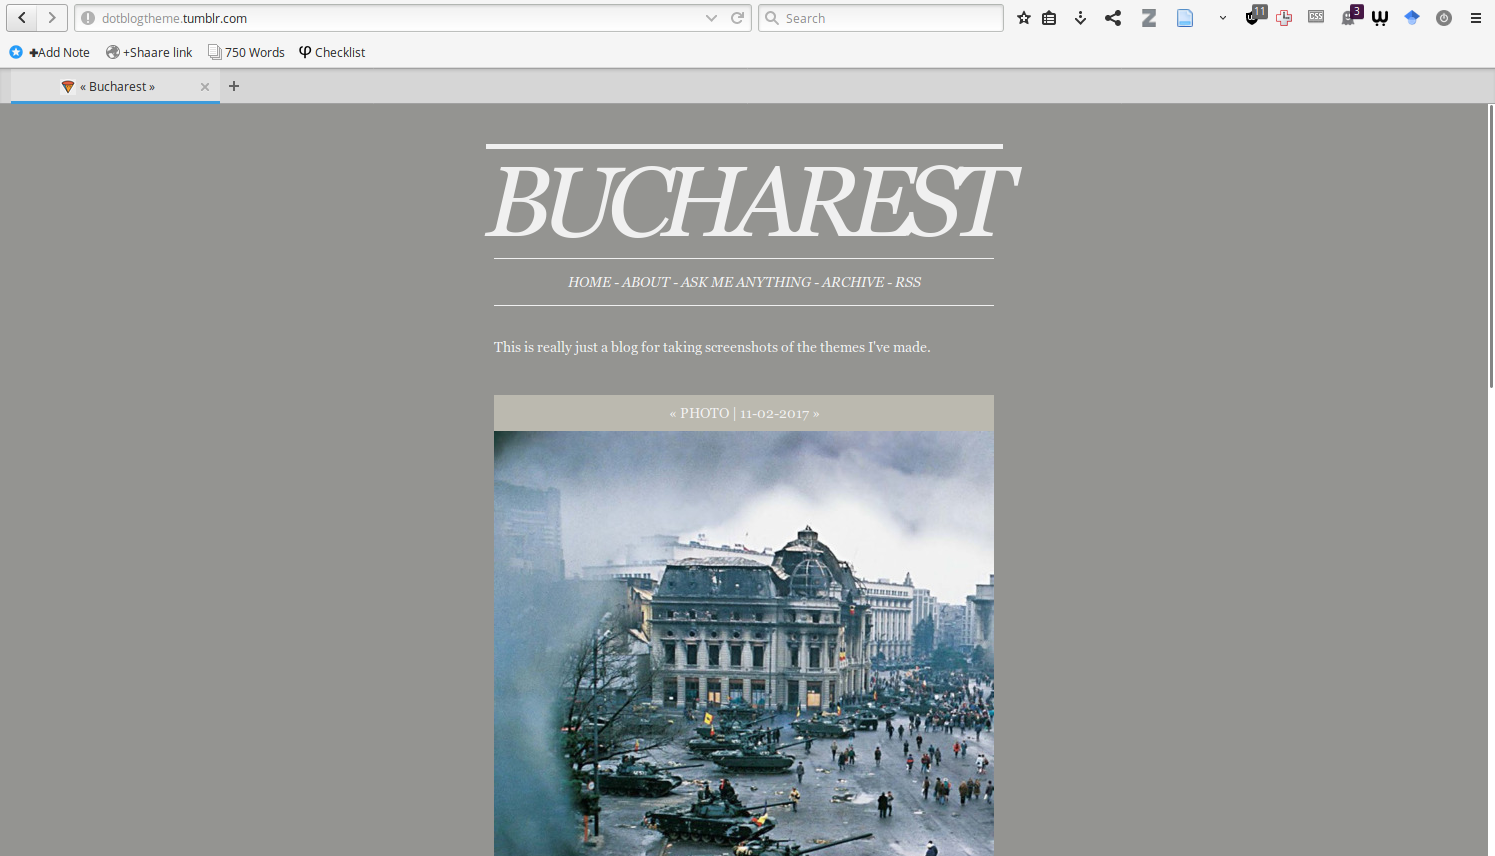 dotblogtheme.tumblr.com
Search
11
CSS
3
+Add Note
+Shaare link
750 Words
Checklist
« Bucharest »
BUCHAREST
HOME - ABOUT - ASK ME ANYTHING - ARCHIVE - RSS
This is really just a blog for taking screenshots of the themes I've made.
« PHOTO | 11-02-2017 »